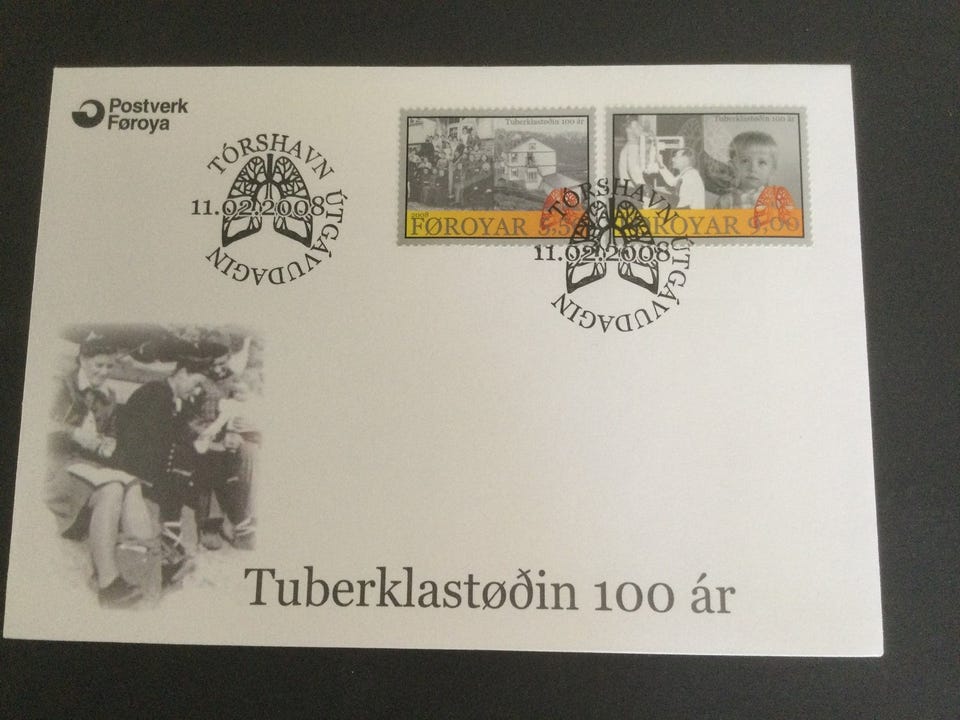 Postverk
Føroya
TÓRSHAVN
11.02.2008
ÚTGÁVUDAGIN
Tuberklastøðin 100 ár
2008
FØROYAR
Tuberklastøðin 100 ár
FØROYAR 9,00
TÓRSHAVN
11.02.2008
ÚTGÁVUDAGIN
Tuberklastøðin 100 ár